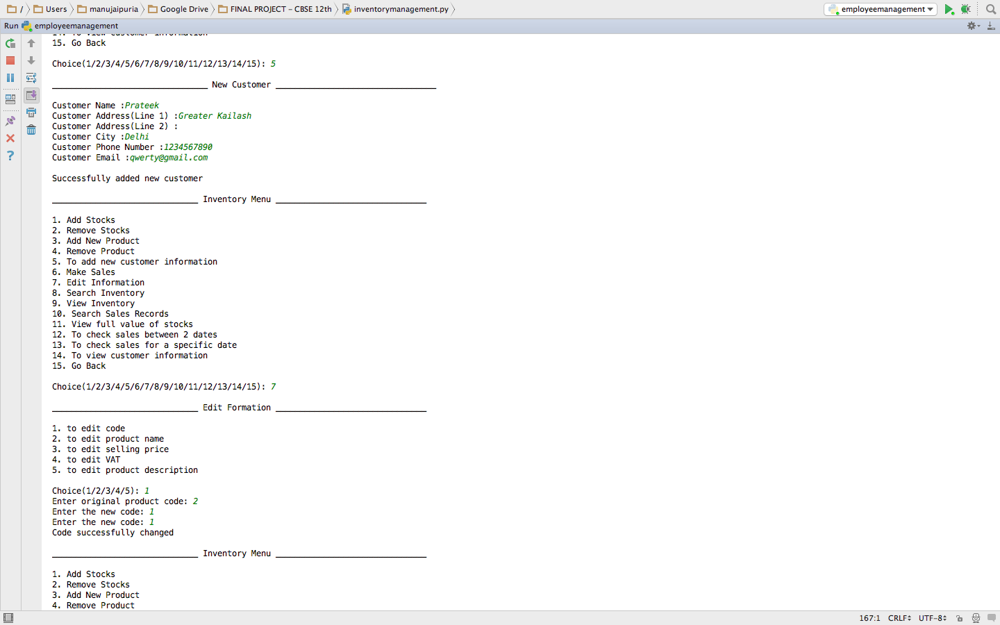 / Users manujaipuria Google Drive FINAL PROJECT – CBSE 12th inventorymanagement.py employeemanagement
Run employeemanagement
14. To view customer information
15. Go Back
Choice(1/2/3/4/5/6/7/8/9/10/11/12/13/14/15): 5
________________________________ New Customer _________________________________
Customer Name :Prateek
Customer Address(Line 1) :Greater Kailash
Customer Address(Line 2) :
Customer City :Delhi
Customer Phone Number :1234567890
Customer Email :qwerty@gmail.com
Successfully added new customer
______________________________ Inventory Menu _______________________________
1. Add Stocks
2. Remove Stocks
3. Add New Product
4. Remove Product
5. To add new customer information
6. Make Sales
7. Edit Information
8. Search Inventory
9. View Inventory
10. Search Sales Records
11. View full value of stocks
12. To check sales between 2 dates
13. To check sales for a specific date
14. To view customer information
15. Go Back
Choice(1/2/3/4/5/6/7/8/9/10/11/12/13/14/15): 7
______________________________ Edit Formation _______________________________
1. to edit code
2. to edit product name
3. to edit selling price
4. to edit VAT
5. to edit product description
Choice(1/2/3/4/5): 1
Enter original product code: 2
Enter the new code: 1
Enter the new code: 1
Code successfully changed
______________________________ Inventory Menu _______________________________
1. Add Stocks
2. Remove Stocks
3. Add New Product
4. Remove Product
167:1 CRLF UTF-8